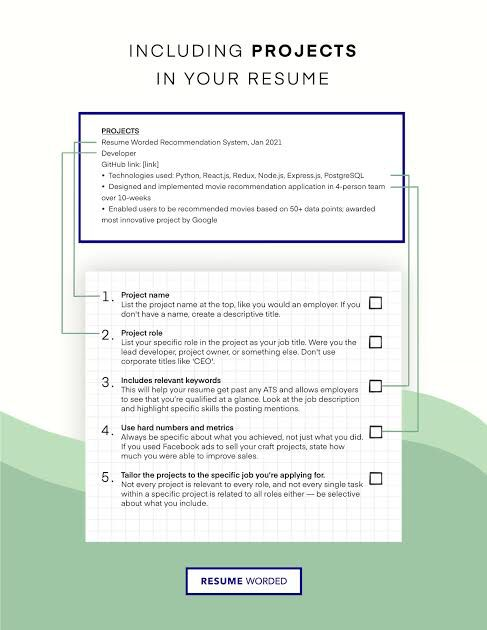 INCLUDING PROJECTS
IN YOUR RESUME
PROJECTS
Resume Worded Recommendation System, Jan 2021
Developer
GitHub link: [link]
• Technologies used: Python, React.js, Redux, Node.js, Express.js, PostgreSQL
• Designed and implemented movie recommendation application in 4-person team
over 10-weeks
• Enabled users to be recommended movies based on 50+ data points; awarded
most innovative project by Google
1. Project name
List the project name at the top, like you would an employer. If you
don't have a name, create a descriptive title.
2. Project role
List your specific role in the project as your job title. Were you the
lead developer, project owner, or something else. Don't use
corporate titles like 'CEO'.
3. Includes relevant keywords
This will help your resume get past any ATS and allows employers
to see that you're qualified at a glance. Look at the job description
and highlight specific skills the posting mentions.
4. Use hard numbers and metrics
Always be specific about what you achieved, not just what you did.
If you used Facebook ads to sell your craft projects, state how
much you were able to improve sales.
5. Tailor the projects to the specific job you're applying for.
Not every project is relevant to every role, and not every single task
within a specific project is related to all roles either — be selective
about what you include.
RESUME WORDED